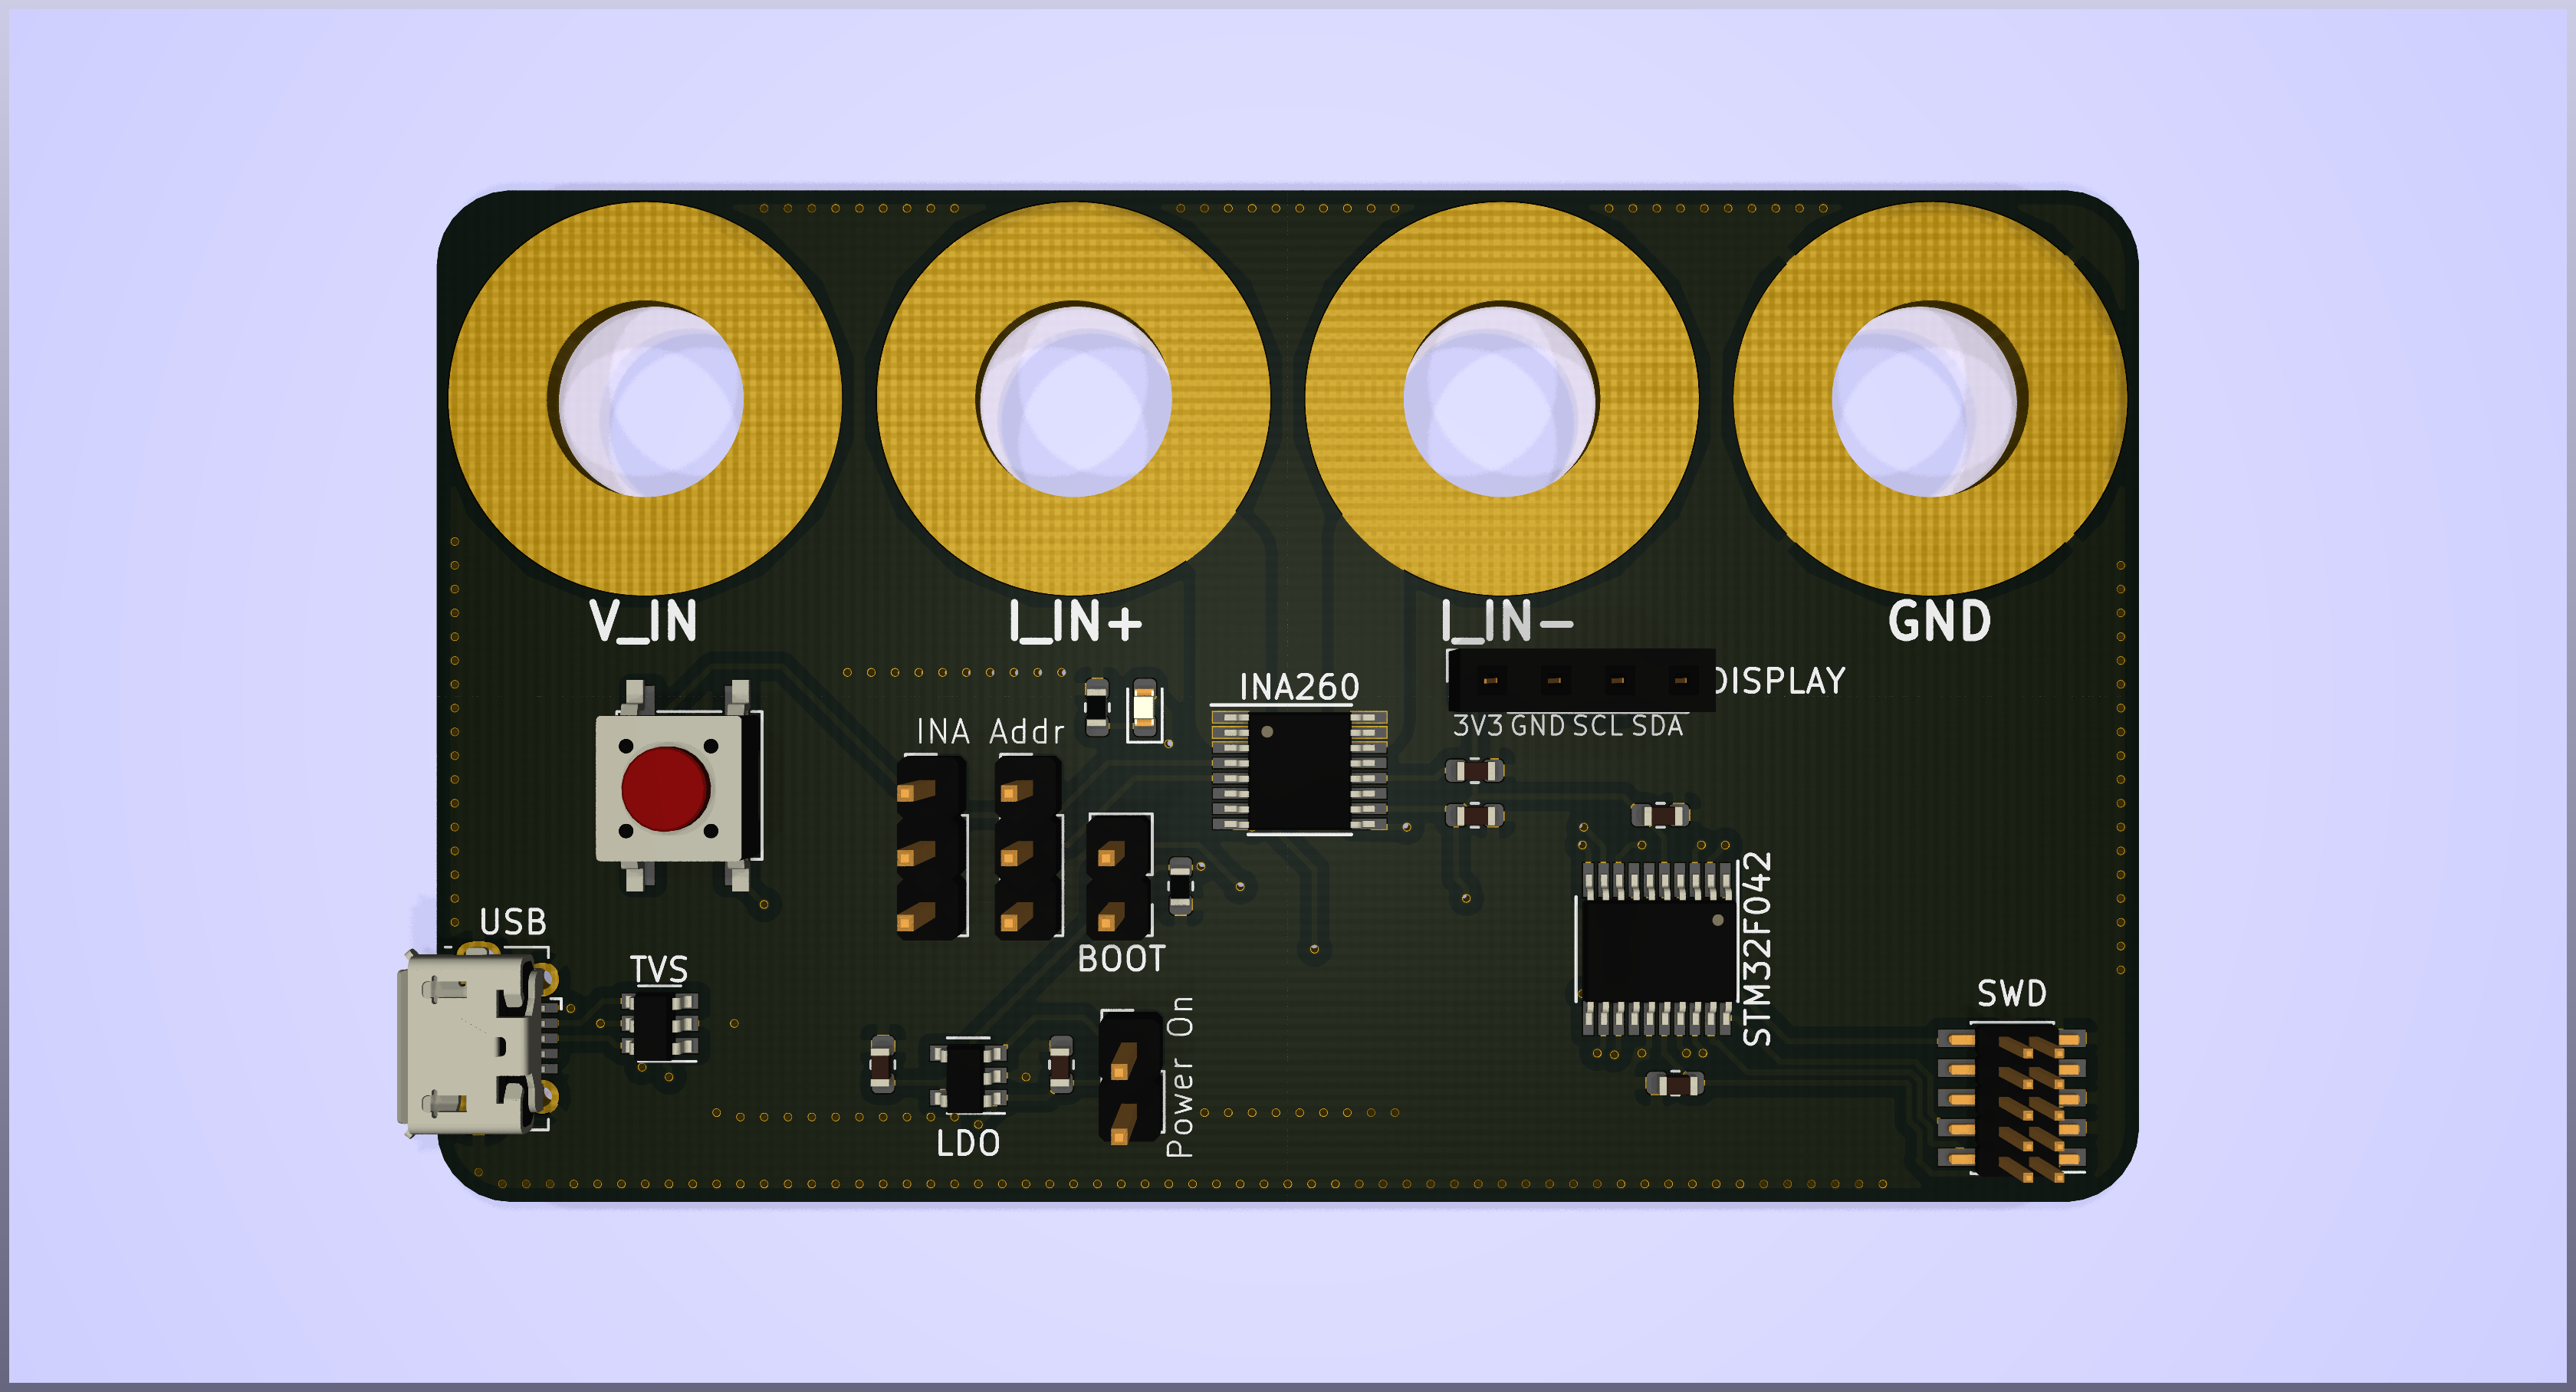 V_IN
I_IN+
I_IN-
GND
INA260
DISPLAY
3V3 GND SCL SDA
INA Addr
USB
BOOT
TVS
STM32F042
SWD
Power On
LDO